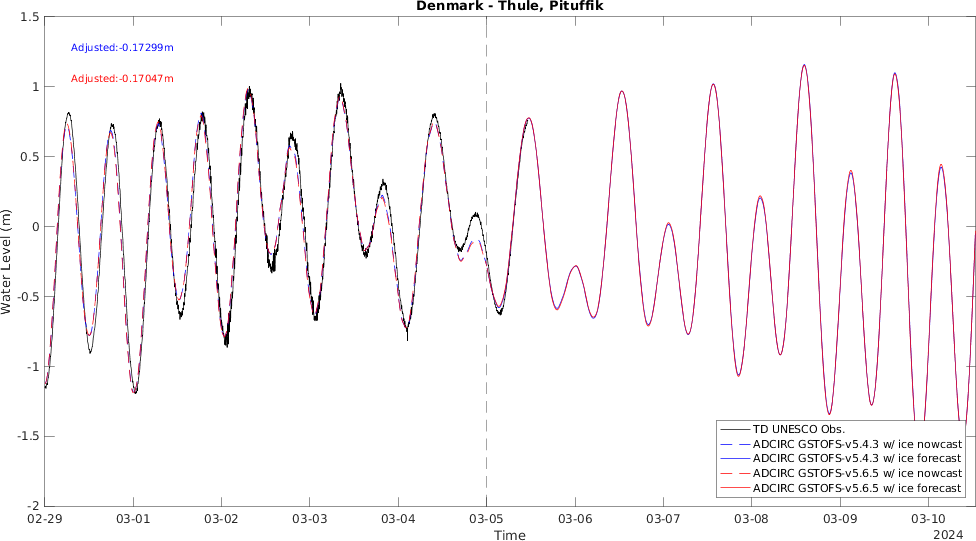 Denmark - Thule, Pituffik
1.5
Adjusted:-0.17299m
1
Adjusted:-0.17047m
0.5
0
Water Level (m)
-0.5
-1
-1.5
-2
TD UNESCO Obs.
ADCIRC GSTOFS-v5.4.3 w/ ice nowcast
ADCIRC GSTOFS-v5.4.3 w/ ice forecast
ADCIRC GSTOFS-v5.6.5 w/ ice nowcast
ADCIRC GSTOFS-v5.6.5 w/ ice forecast
02-29 03-01 03-02 03-03 03-04 03-05 03-06 03-07 03-08 03-09 03-10
Time
2024